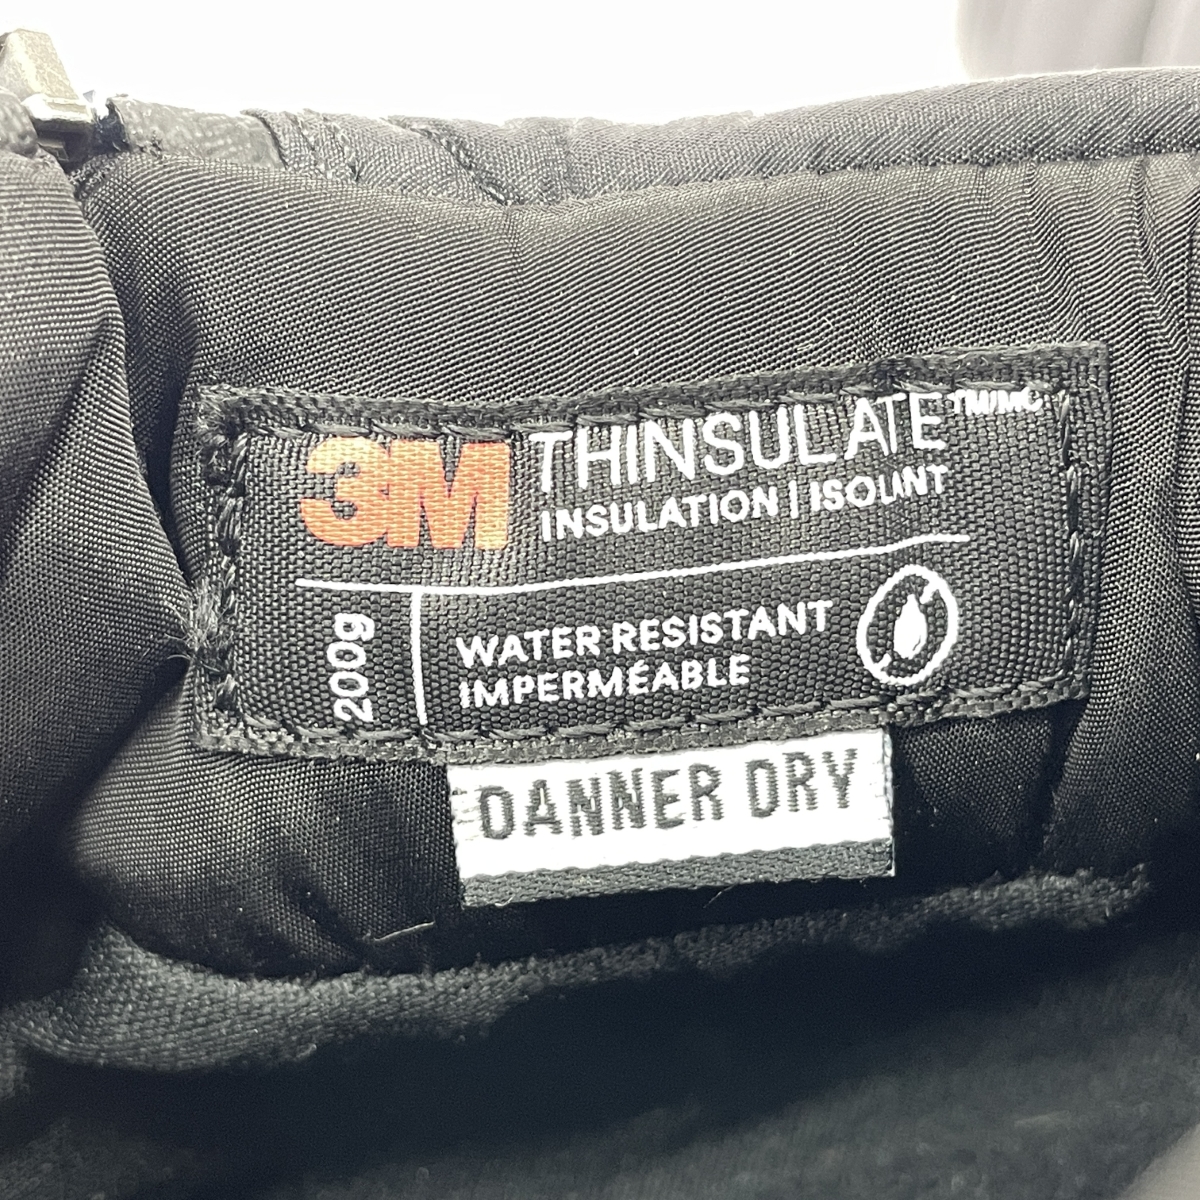 3M THINSULATE™/MC
INSULATION | ISOLANT
200g
WATER RESISTANT
IMPERMÉABLE
DANNER DRY